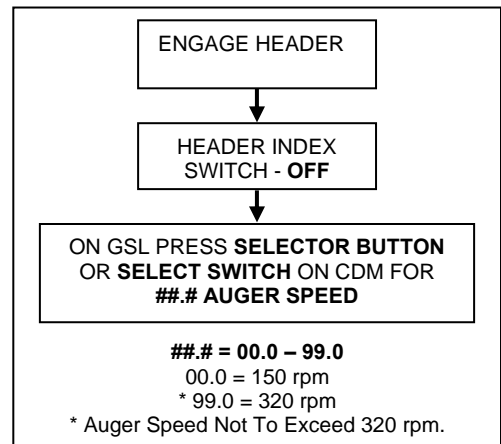 ENGAGE HEADER
HEADER INDEX
SWITCH - OFF
ON GSL PRESS SELECTOR BUTTON
OR SELECT SWITCH ON CDM FOR
##.# AUGER SPEED
##.# = 00.0 – 99.0
00.0 = 150 rpm
* 99.0 = 320 rpm
* Auger Speed Not To Exceed 320 rpm.